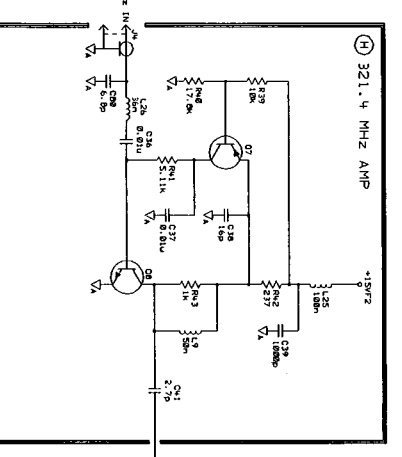 Z IN
J4
A
C80
6.8p
A
L26
36n
C36
0.01u
R40
17.8K
A
R39
10K
Q7
R41
5.11K
C37
0.01u
A
C38
16p
A
Q8
A
R43
1K
R42
237
L9
50n
L25
100n
+15VF2
C39
1000p
A
C41
2.7p
H 321.4 MHz AMP